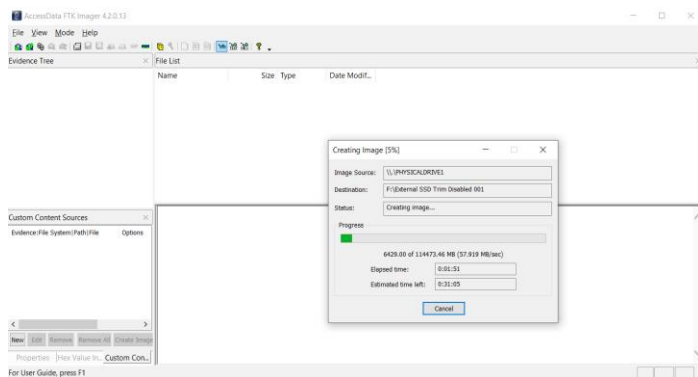 AccessData FTK Imager 4.2.0.13
File View Mode Help
Evidence Tree
File List
Name Size Type Date Modif...
Creating Image [5%]
Image Source: \\.\PHYSICALDRIVE1
Destination: F:\External SSD Trim Disabled 001
Status: Creating image...
Progress
6429.00 of 114473.46 MB (57.919 MB/sec)
Elapsed time: 0:01:51
Estimated time left: 0:31:05
Cancel
Custom Content Sources
Evidence:File System|Path|File Options
New Edit Remove Remove All Create Image
Properties Hex Value In... Custom Con...
For User Guide, press F1